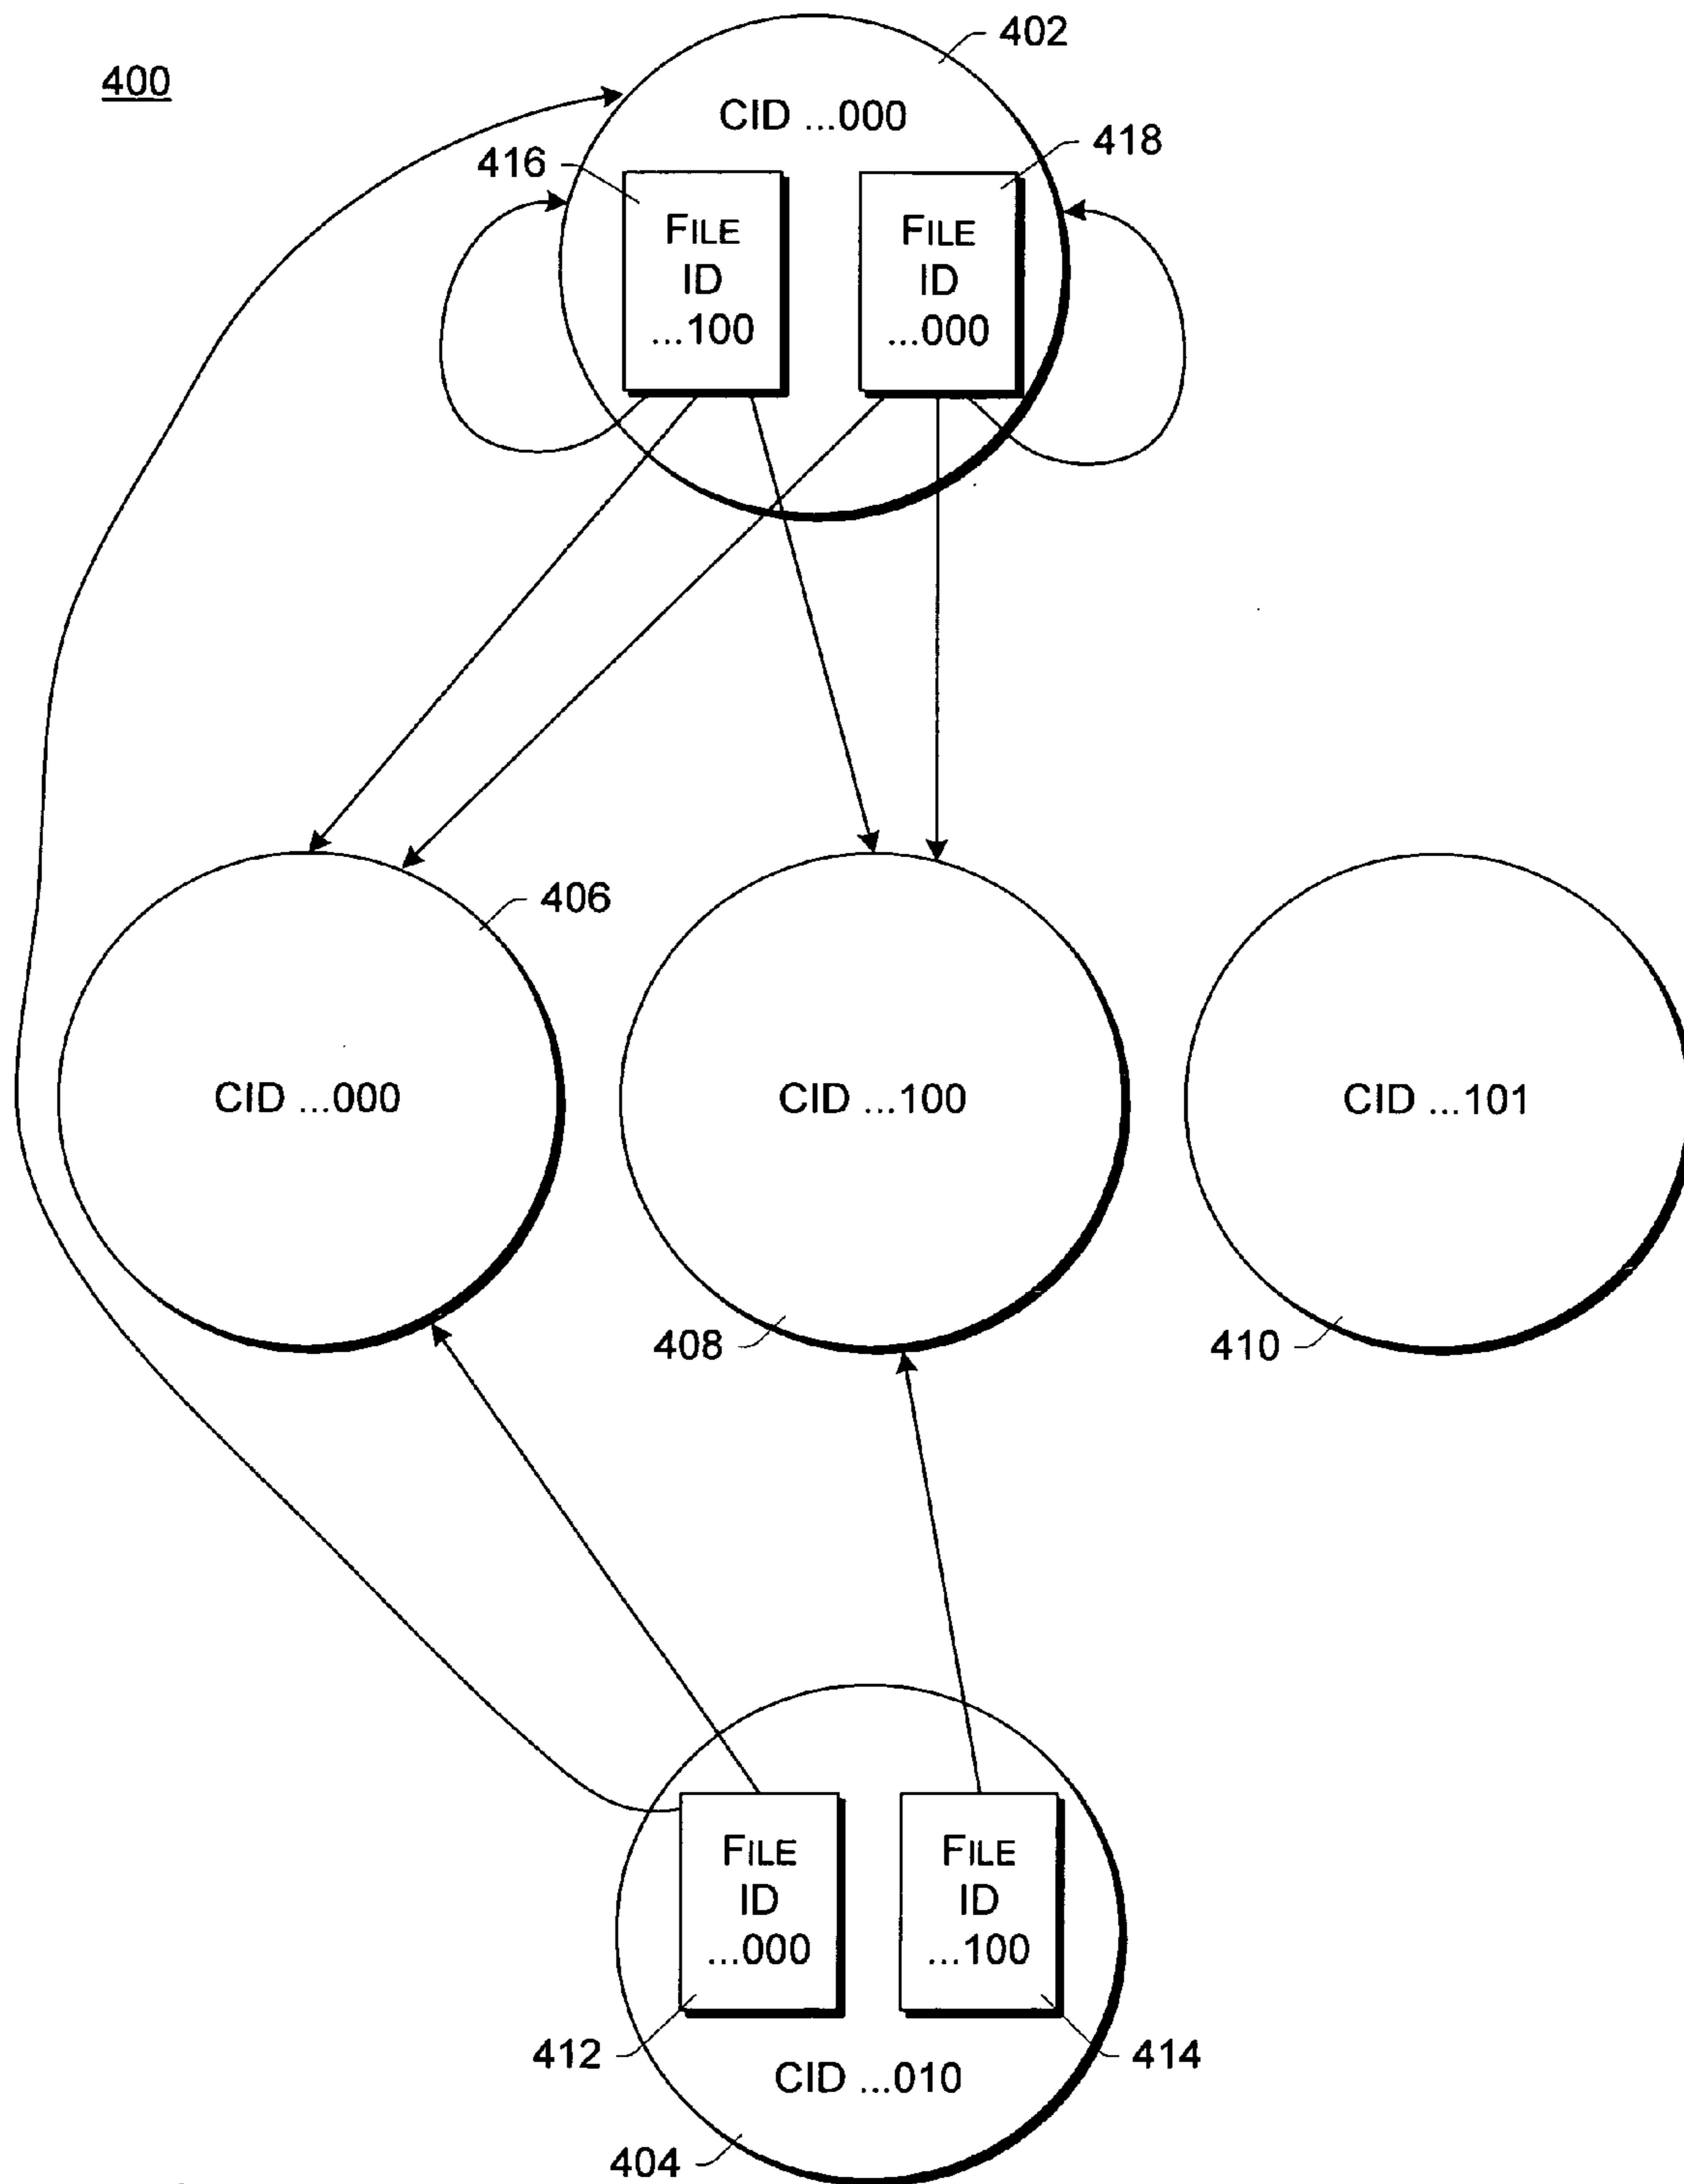 402
400
CID ...000
418
416
FILE
ID
...100
FILE
ID
...000
406
CID ...000
CID ...100
CID ...101
408
410
FILE
ID
...000
FILE
ID
...100
412
414
CID ...010
404